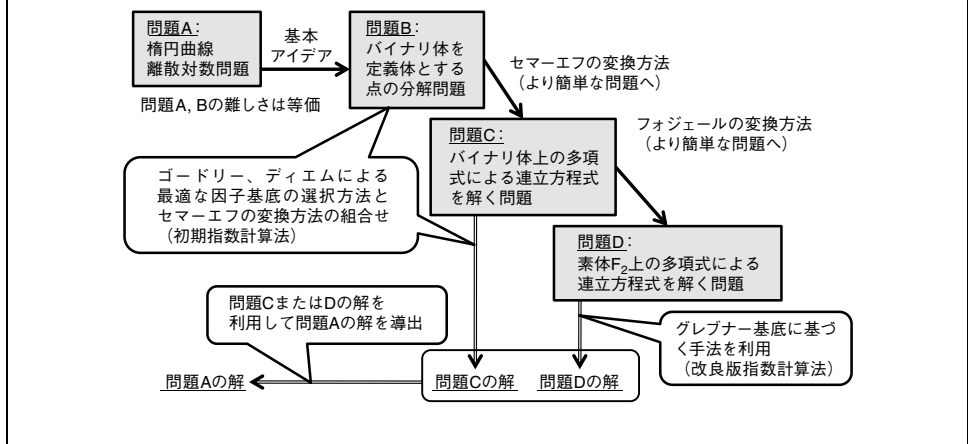 問題A:
楕円曲線
離散対数問題
基本
アイデア
問題B:
バイナリ体を
定義体とする
点の分解問題
問題A, Bの難しさは等価
セマーエフの変換方法
(より簡単な問題へ)
問題C:
バイナリ体上の多項
式による連立方程式
を解く問題
フォジェールの変換方法
(より簡単な問題へ)
ゴードリー、ディエムによる
最適な因子基底の選択方法と
セマーエフの変換方法の組合せ
(初期指数計算法)
問題D:
素体F₂上の多項式による
連立方程式を解く問題
問題CまたはDの解を
利用して問題Aの解を導出
グレブナー基底に基づ
く手法を利用
(改良版指数計算法)
問題Aの解
問題Cの解
問題Dの解